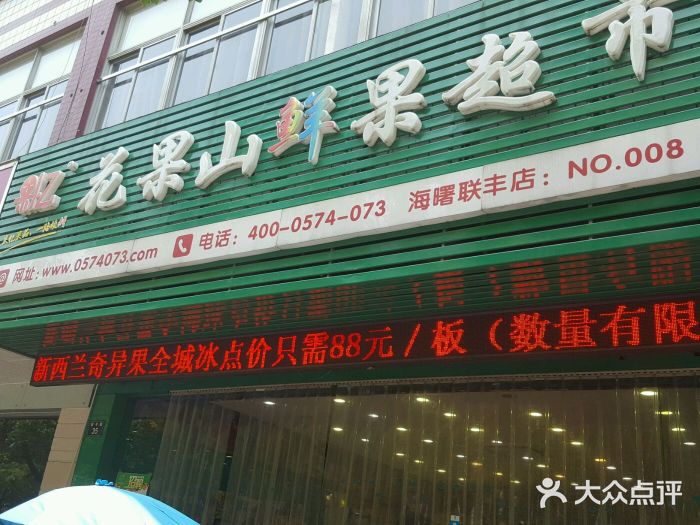 花果山鲜果超市
网址:www.0574073.com 电话:400-0574-073 海曙联丰店:NO.008
新西兰奇异果全城冰点价只需88元/板(数量有限
大众点评